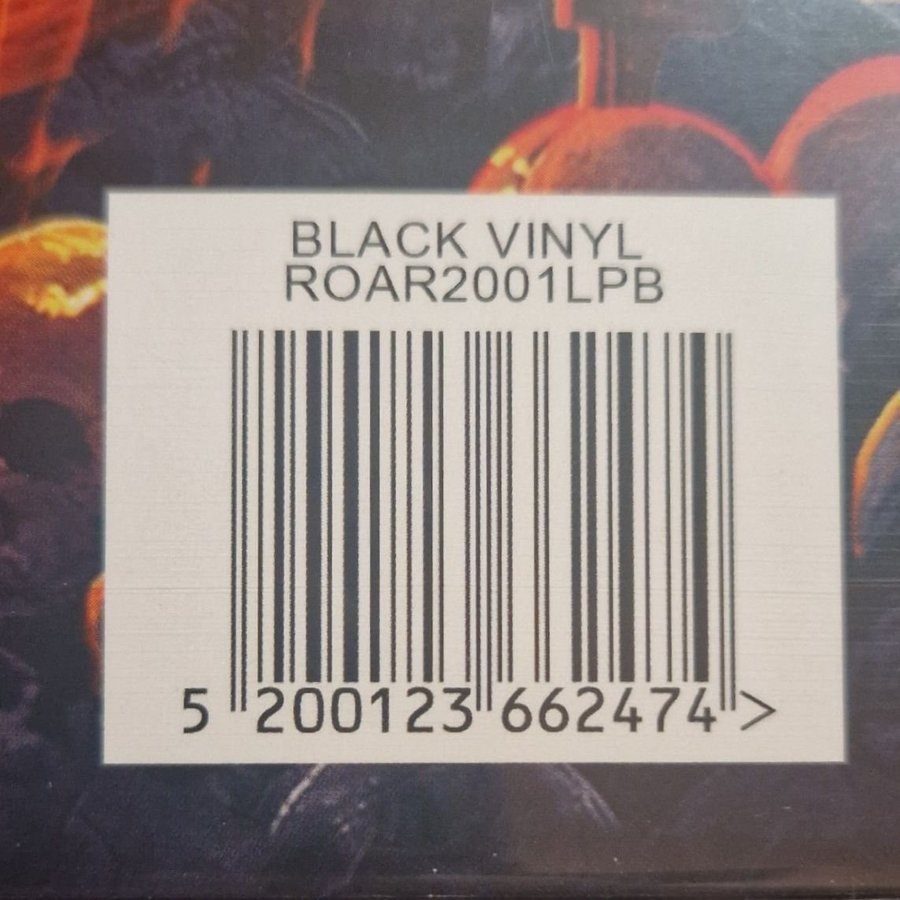 BLACK VINYL
ROAR2001LPB
5 200123 662474 >